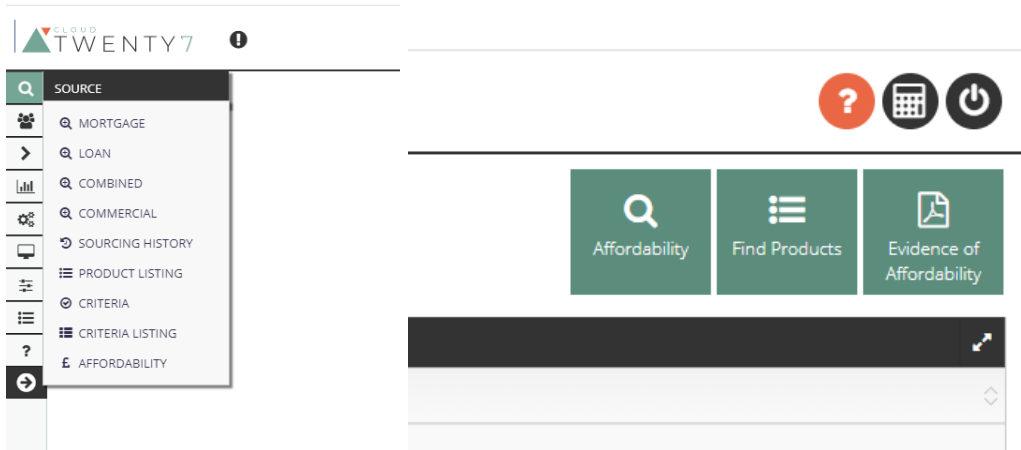 CLOUD
TWENTY7
SOURCE
MORTGAGE
LOAN
COMBINED
COMMERCIAL
SOURCING HISTORY
PRODUCT LISTING
CRITERIA
CRITERIA LISTING
£ AFFORDABILITY
?
?
Affordability
Find Products
Evidence of
Affordability